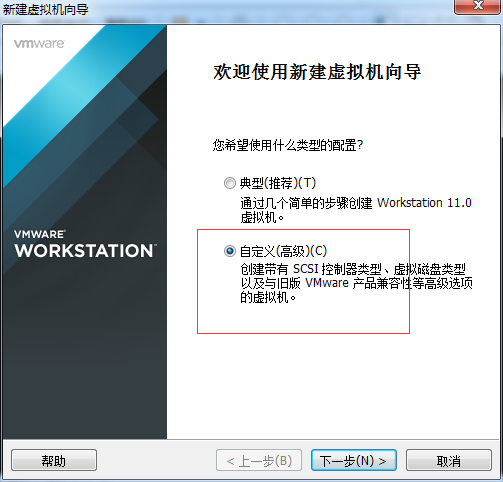 新建虚拟机向导
vmware
欢迎使用新建虚拟机向导
您希望使用什么类型的配置?
典型(推荐)(T)
通过几个简单的步骤创建 Workstation 11.0
虚拟机。
VMWARE®
WORKSTATION™
自定义(高级)(C)
创建带有 SCSI 控制器类型、虚拟磁盘类型
以及与旧版 VMware 产品兼容性等高级选项
的虚拟机。
帮助
< 上一步(B)
下一步(N) >
取消